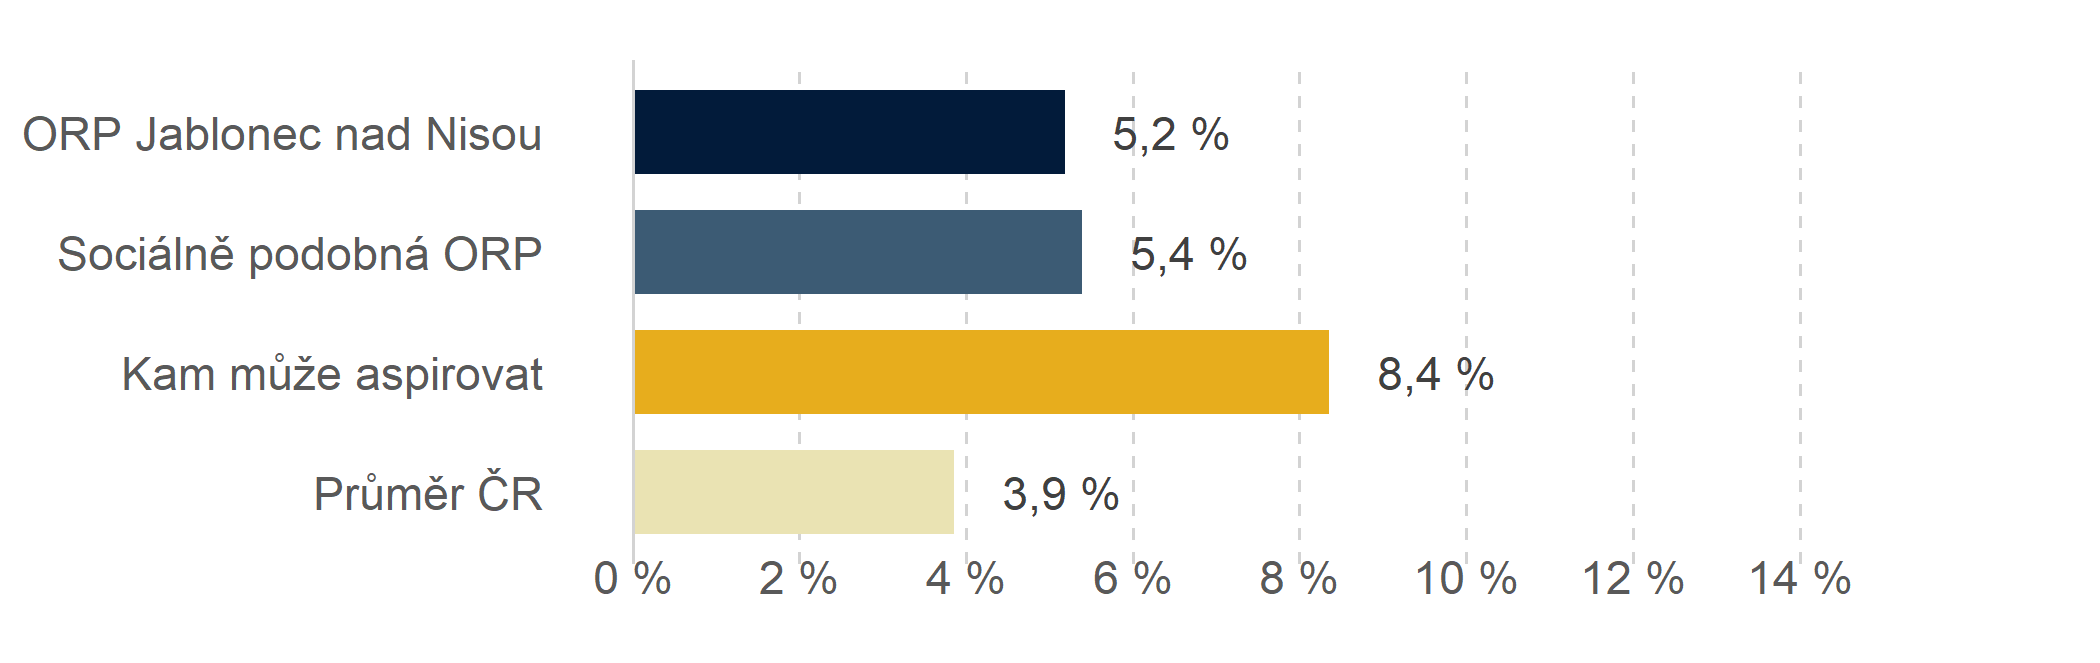 ORP Jablonec nad Nisou
5,2 %
Sociálně podobná ORP
5,4 %
Kam může aspirovat
8,4 %
Průměr ČR
3,9 %
0 % 2 % 4 % 6 % 8 % 10 % 12 % 14 %